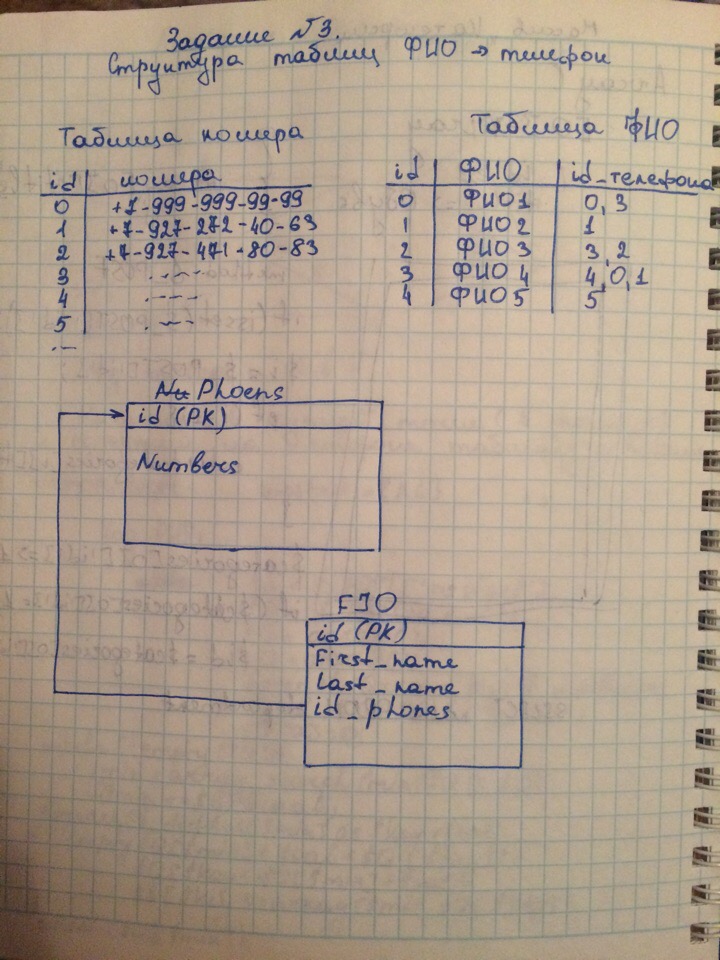 Задание №3.
Структура таблиц ФИО → телефон
Таблица номера
id номера
0 +7-999-999-99-99
1 +7-927-272-40-63
2 +7-927-471-80-83
3 .----
4 .----
5 .---
...
Таблица ФИО
id ФИО id_телефона
0 ФИО1 0,3
1 ФИО2 1
2 ФИО3 3,2
3 ФИО4 4,0,1
4 ФИО5 5
Phoens
id (PK)
Numbers
FIO
id (PK)
First_name
Last_name
id_phones